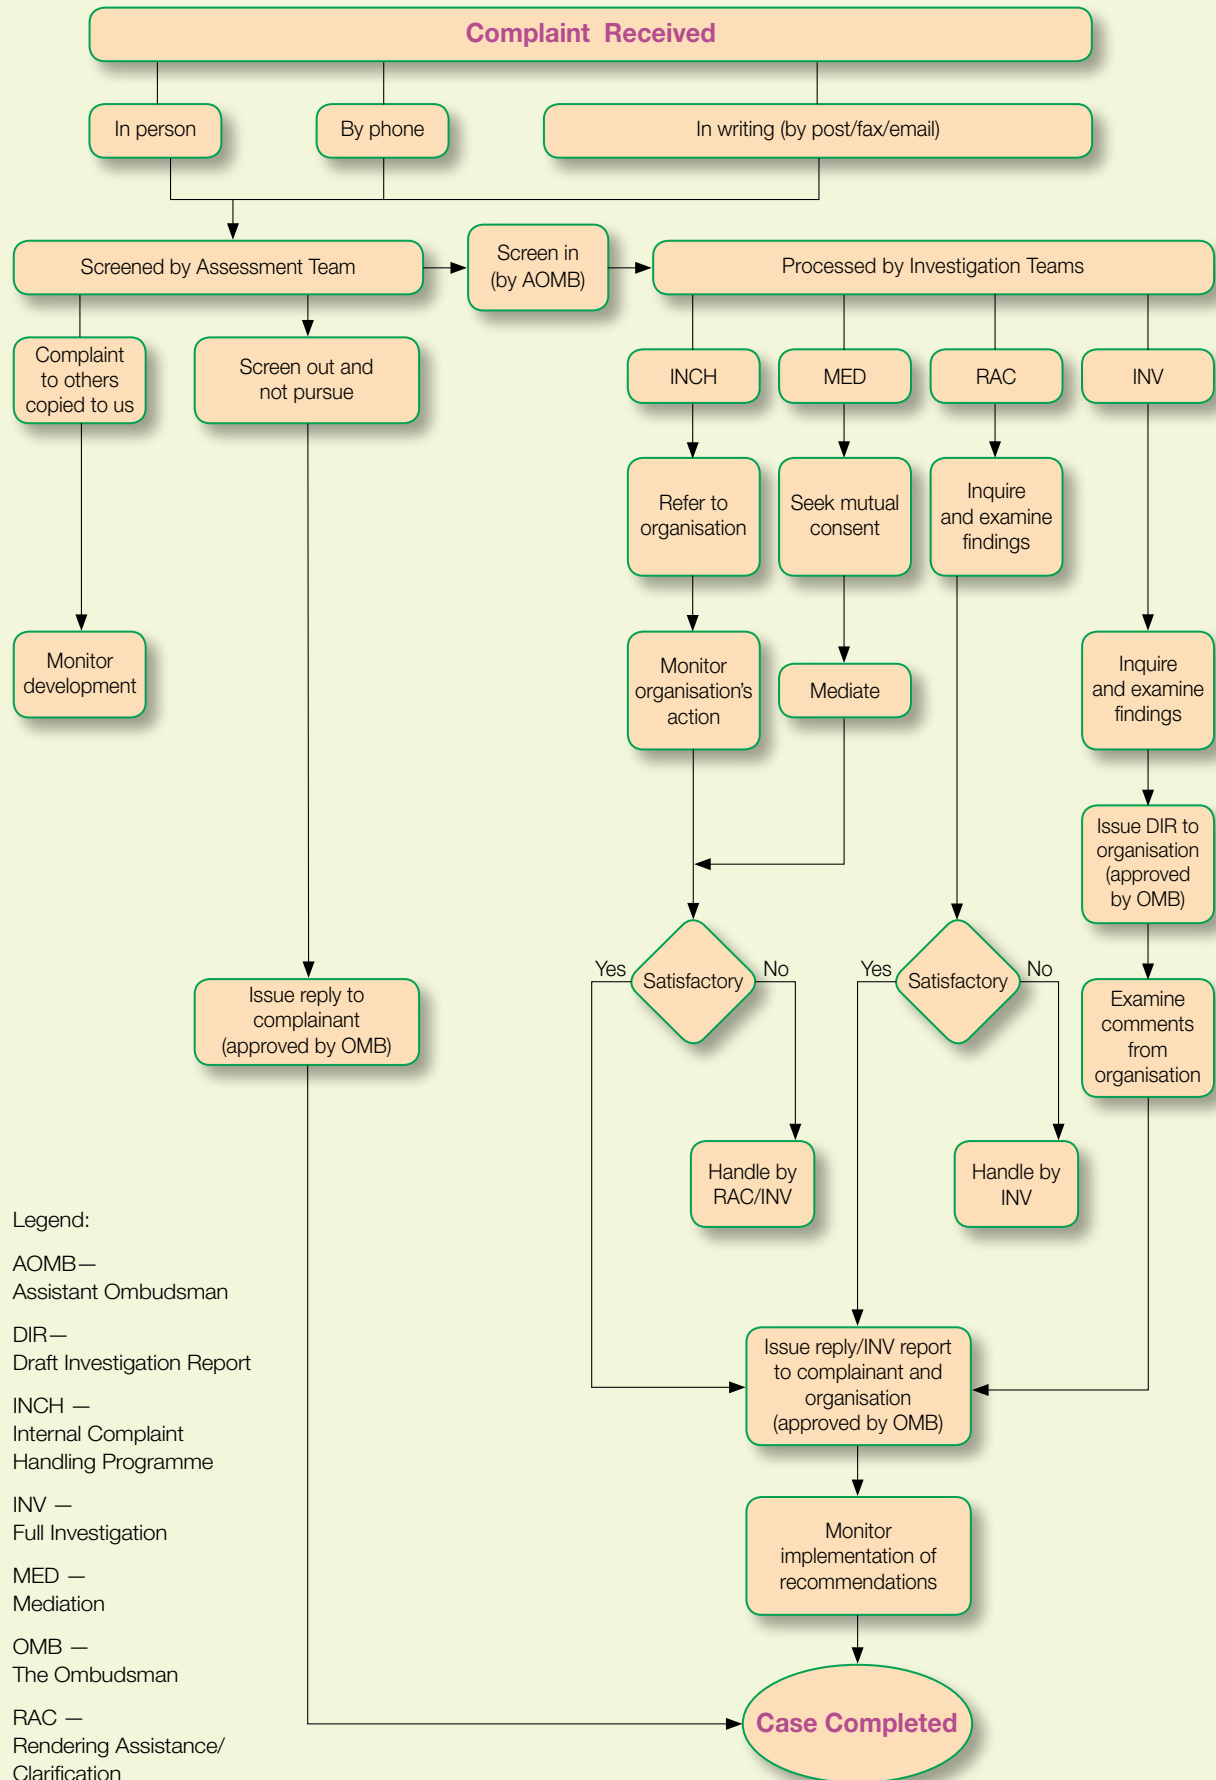 Complaint Received
In person
By phone
In writing (by post/fax/email)
Screened by Assessment Team
Screen in
(by AOMB)
Processed by Investigation Teams
Complaint
to others
copied to us
Screen out and
not pursue
INCH
MED
RAC
INV
Refer to
organisation
Seek mutual
consent
Inquire
and examine
findings
Monitor
development
Monitor
organisation's
action
Mediate
Inquire
and examine
findings
Issue DIR to
organisation
(approved
by OMB)
Yes
Satisfactory
No
Yes
Satisfactory
No
Issue reply to
complainant
(approved by OMB)
Examine
comments
from
organisation
Handle by
RAC/INV
Handle by
INV
Issue reply/INV report
to complainant and
organisation
(approved by OMB)
Monitor
implementation of
recommendations
Case Completed
Legend:
AOMB—
Assistant Ombudsman
DIR—
Draft Investigation Report
INCH —
Internal Complaint
Handling Programme
INV —
Full Investigation
MED —
Mediation
OMB —
The Ombudsman
RAC —
Rendering Assistance/
Clarification